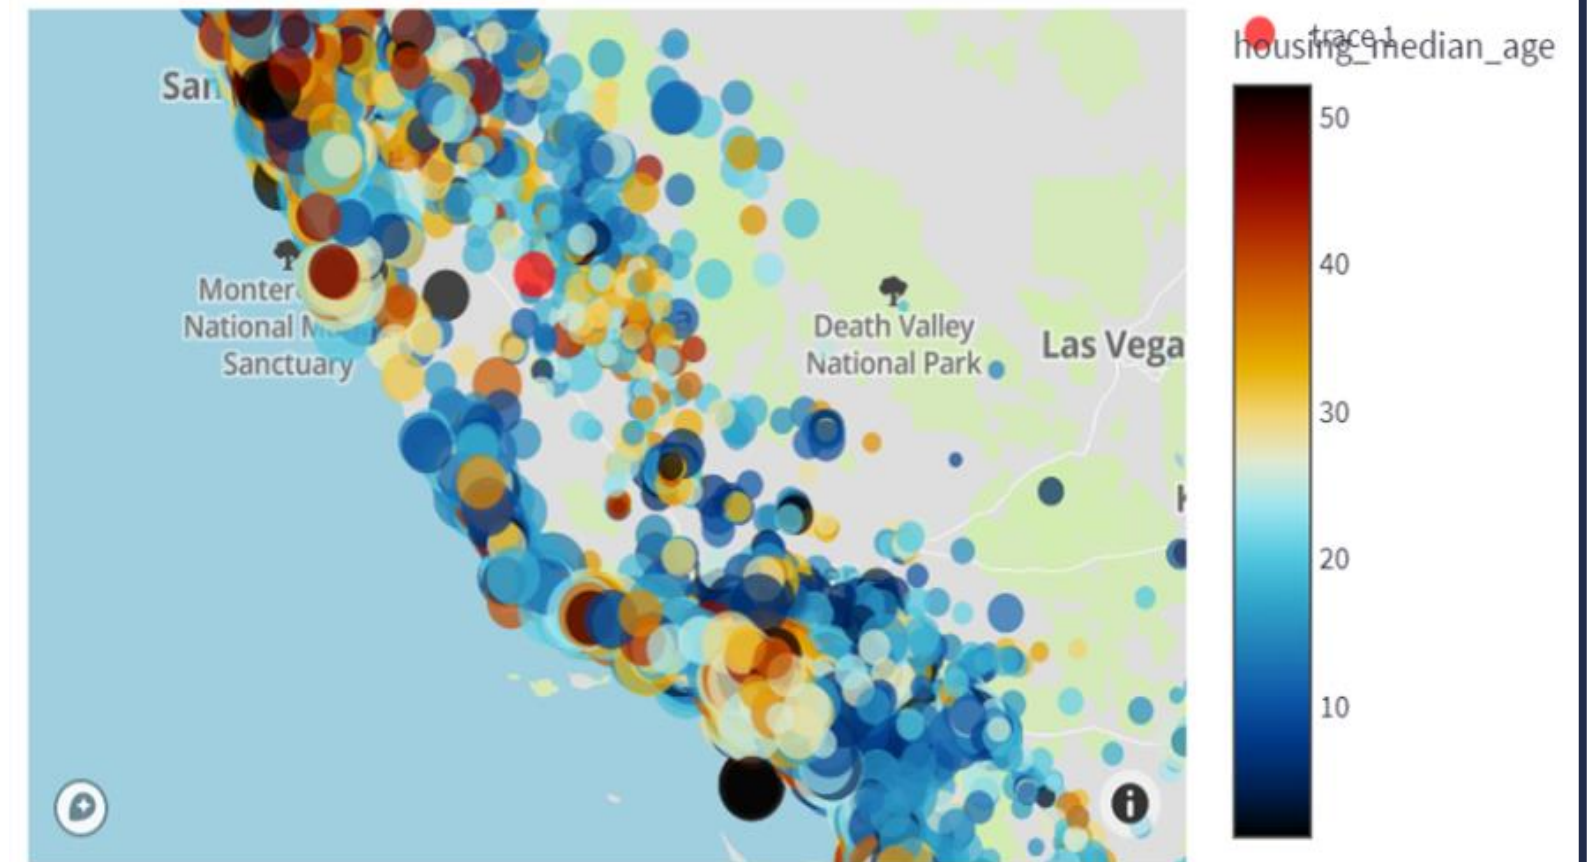 San
Monter
National M
Sanctuary
Death Valley
National Park
Las Vega
trace 1
housing_median_age
50
40
30
20
10